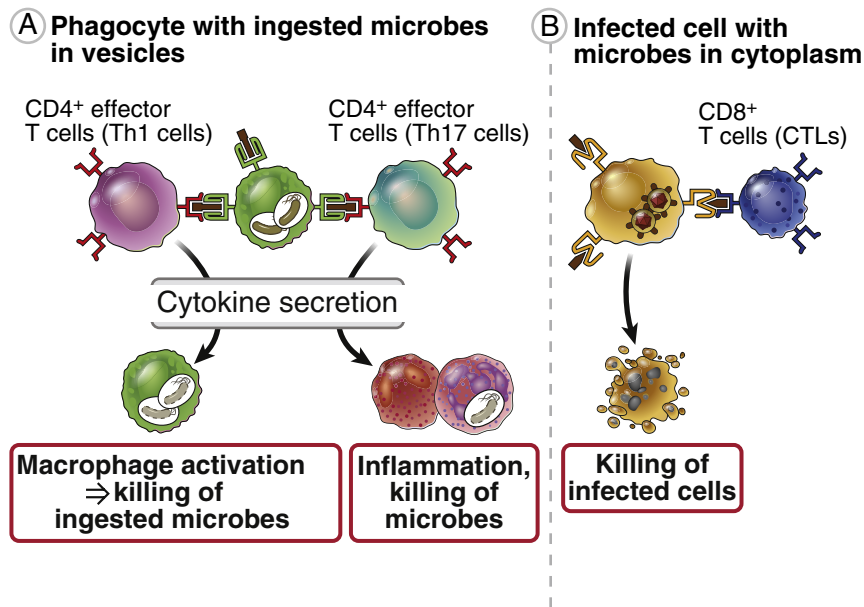 A Phagocyte with ingested microbes
in vesicles
CD4+ effector
T cells (Th1 cells)
CD4+ effector
T cells (Th17 cells)
Cytokine secretion
Macrophage activation
⇒killing of
ingested microbes
Inflammation,
killing of
microbes
B Infected cell with
microbes in cytoplasm
CD8+
T cells (CTLs)
Killing of
infected cells